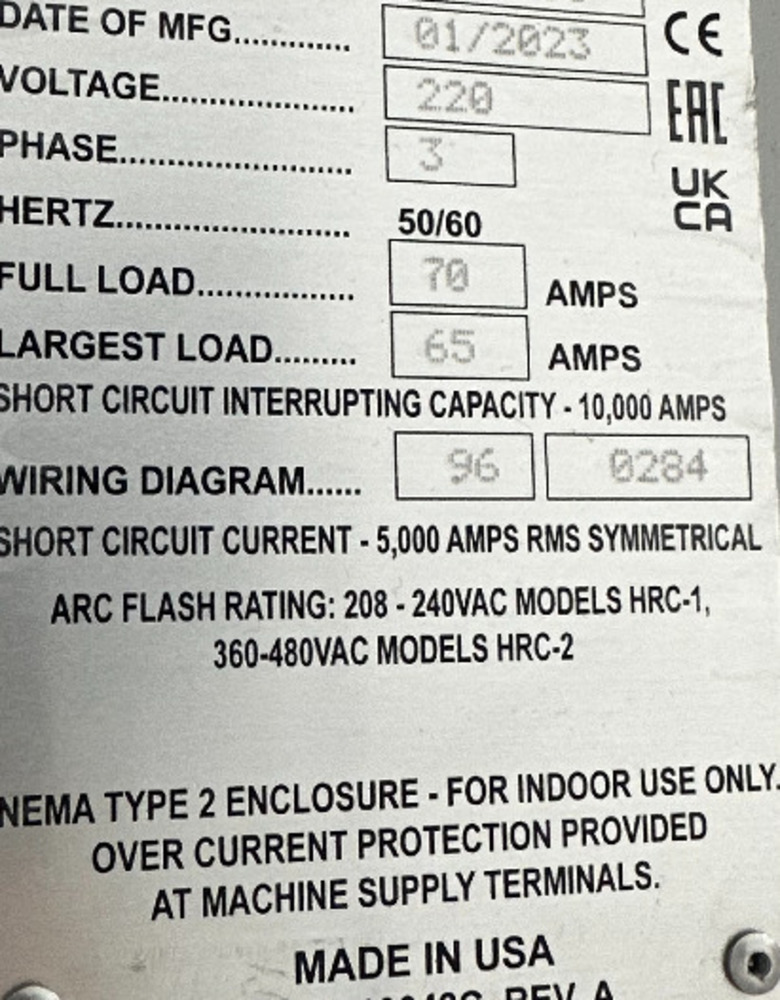 DATE OF MFG............. 01/2023 CE
VOLTAGE.................... 220 EAC
PHASE........................ 3
UK
CA
HERTZ........................ 50/60
FULL LOAD................ 70 AMPS
LARGEST LOAD......... 65 AMPS
SHORT CIRCUIT INTERRUPTING CAPACITY - 10,000 AMPS
WIRING DIAGRAM...... 96 0284
SHORT CIRCUIT CURRENT - 5,000 AMPS RMS SYMMETRICAL
ARC FLASH RATING: 208 - 240VAC MODELS HRC-1,
360-480VAC MODELS HRC-2
NEMA TYPE 2 ENCLOSURE - FOR INDOOR USE ONLY.
OVER CURRENT PROTECTION PROVIDED
AT MACHINE SUPPLY TERMINALS.
MADE IN USA
REV A